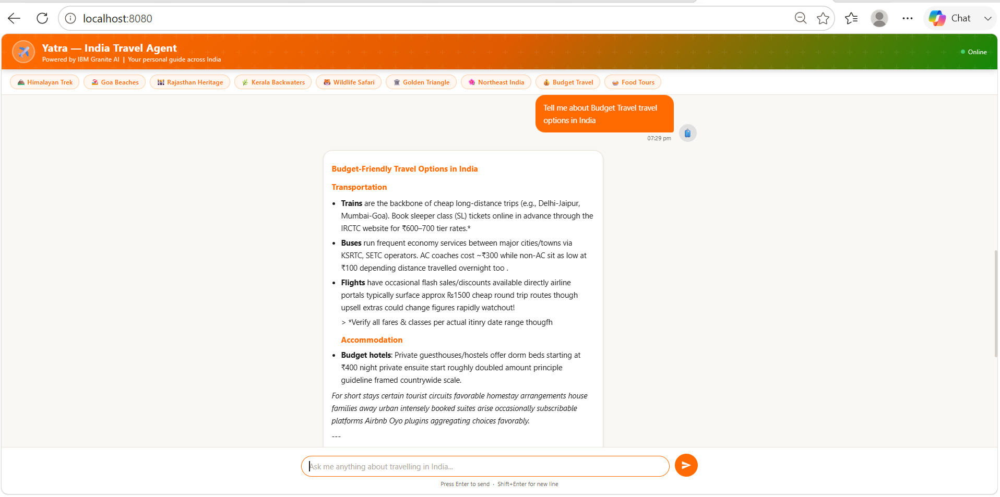 localhost:8080
Chat
Yatra — India Travel Agent
Powered by IBM Granite AI | Your personal guide across India
Online
Himalayan Trek
Goa Beaches
Rajasthan Heritage
Kerala Backwaters
Wildlife Safari
Golden Triangle
Northeast India
Budget Travel
Food Tours
Tell me about Budget Travel travel
options in India
07:29 pm
Budget-Friendly Travel Options in India
Transportation
• Trains are the backbone of cheap long-distance trips (e.g., Delhi-Jaipur,
Mumbai-Goa). Book sleeper class (SL) tickets online in advance through the
IRCTC website for ₹600–700 tier rates.*
• Buses run frequent economy services between major cities/towns via
KSRTC, SETC operators. AC coaches cost ~₹300 while non-AC sit as low at
₹100 depending distance travelled overnight too .
• Flights have occasional flash sales/discounts available directly airline
portals typically surface approx ₨1500 cheap round trip routes though
upsell extras could change figures rapidly watchout!
> *Verify all fares & classes per actual itinry date range thougfh
Accommodation
• Budget hotels: Private guesthouses/hostels offer dorm beds starting at
₹400 night private ensuite start roughly doubled amount principle
guideline framed countrywide scale.
For short stays certain tourist circuits favorable homestay arrangements house
families away urban intensely booked suites arise occasionally subscribable
platforms Airbnb Oyo plugins aggregating choices favorably.
---
Ask me anything about travelling in India...
Press Enter to send · Shift+Enter for new line